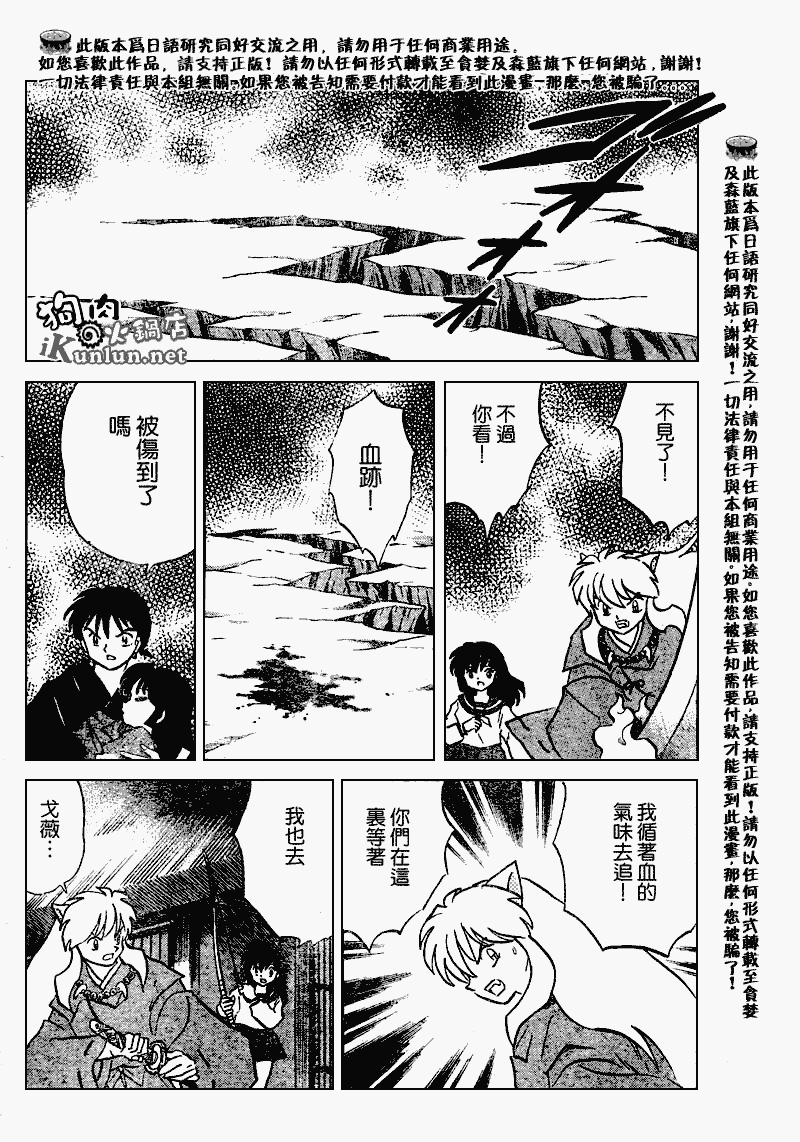 此版本爲日語研究同好交流之用，請勿用于任何商業用途。
如您喜歡此作品，請支持正版！請勿以任何形式轉載至貪婪及森藍旗下任何網站，謝謝！
一切法律責任與本組無關。如果您被告知需要付款才能看到此漫畫，那麽，您被騙了……
狗肉
火鍋店
iKunlun.net
不見了！
不過
你看！
血跡！
被傷到了
嗎
我循著血的
氣味去追！
你們在這
裏等著
我也去
戈薇…
此版本爲日語研究同好交流之用，請勿用于任何商業用途。如您喜歡此作品，請支持正版！請勿以任何形式轉載至貪婪
及森藍旗下任何網站，謝謝！一切法律責任與本組無關。如果您被告知需要付款才能看到此漫畫，那麽，您被騙了！